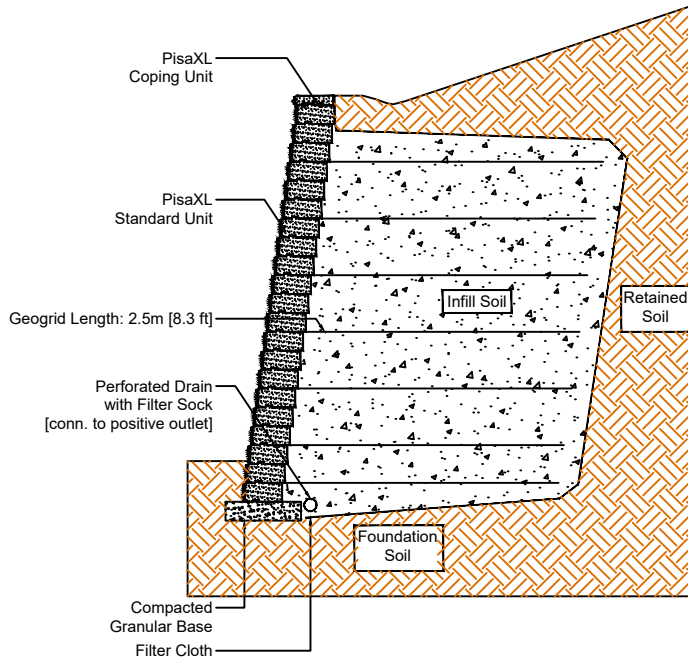 PisaXL
Coping Unit
PisaXL
Standard Unit
Infill Soil
Retained
Soil
Geogrid Length: 2.5m [8.3 ft]
Perforated Drain
with Filter Sock
[conn. to positive outlet]
Foundation
Soil
Compacted
Granular Base
Filter Cloth